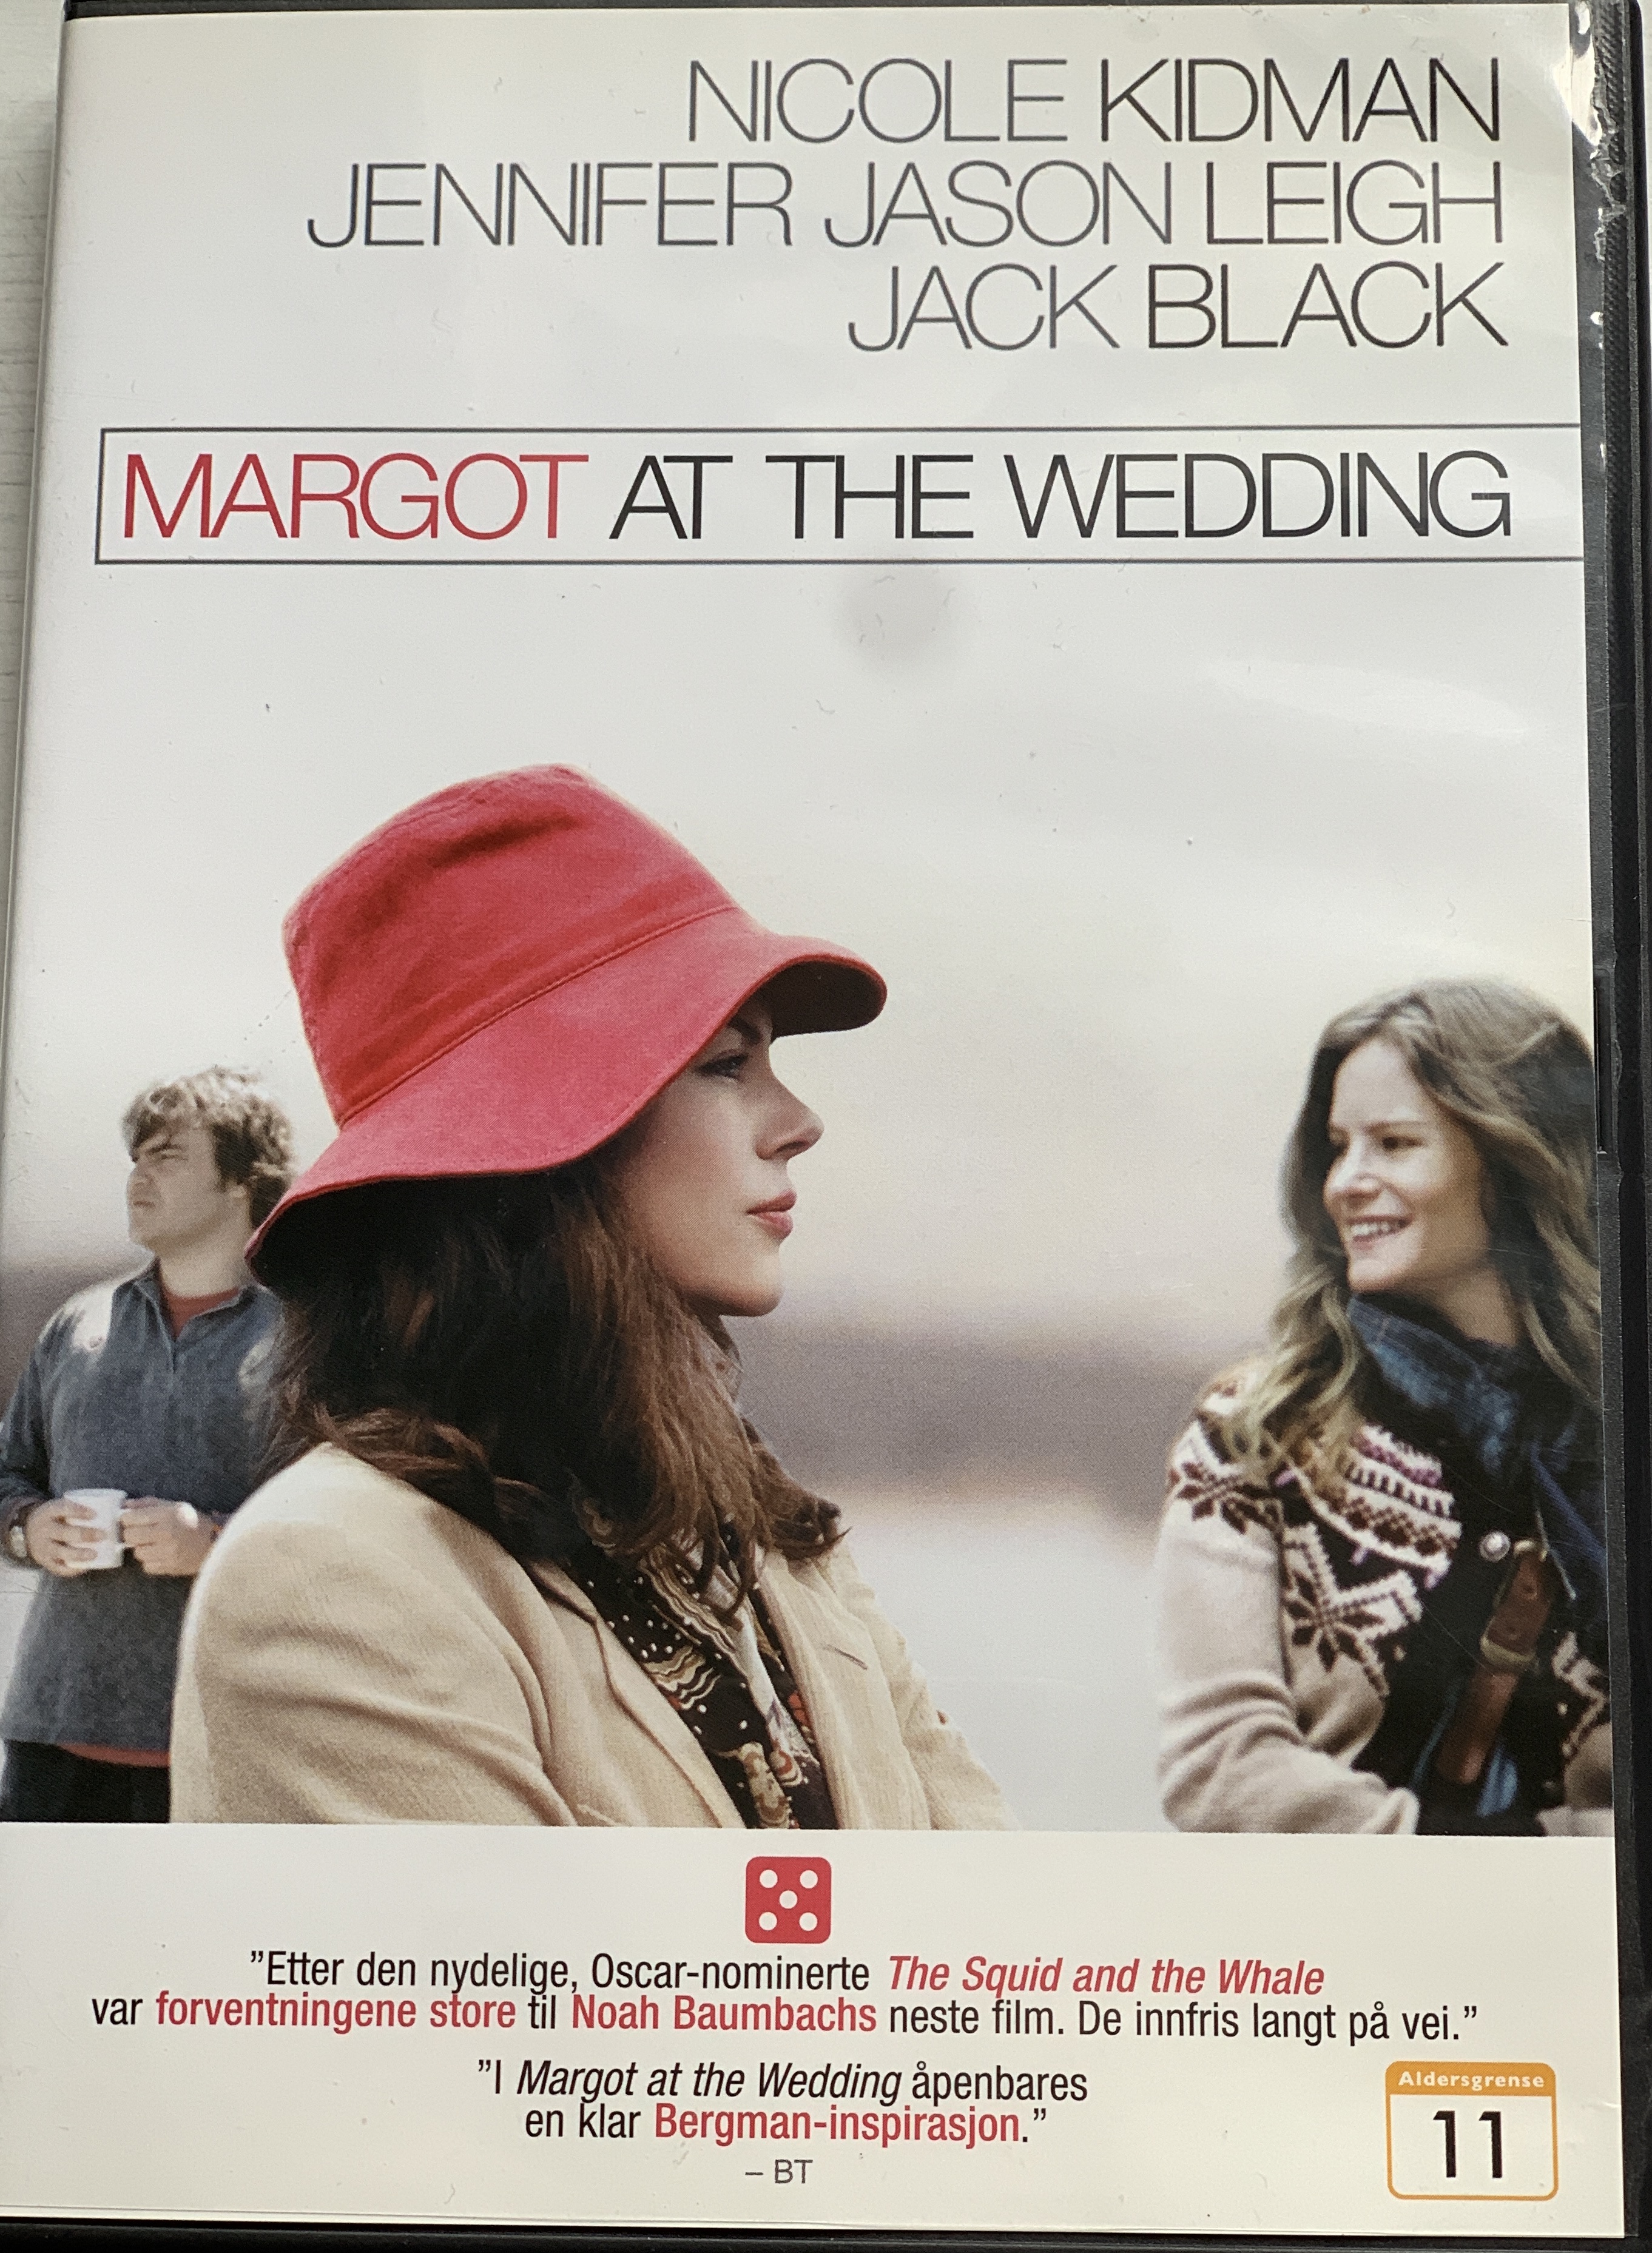 NICOLE KIDMAN
JENNIFER JASON LEIGH
JACK BLACK
MARGOT AT THE WEDDING
”Etter den nydelige, Oscar-nominerte The Squid and the Whale
var forventningene store til Noah Baumbachs neste film. De innfris langt på vei.”
”I Margot at the Wedding åpenbares
en klar Bergman-inspirasjon.”
– BT
Aldersgrense
11